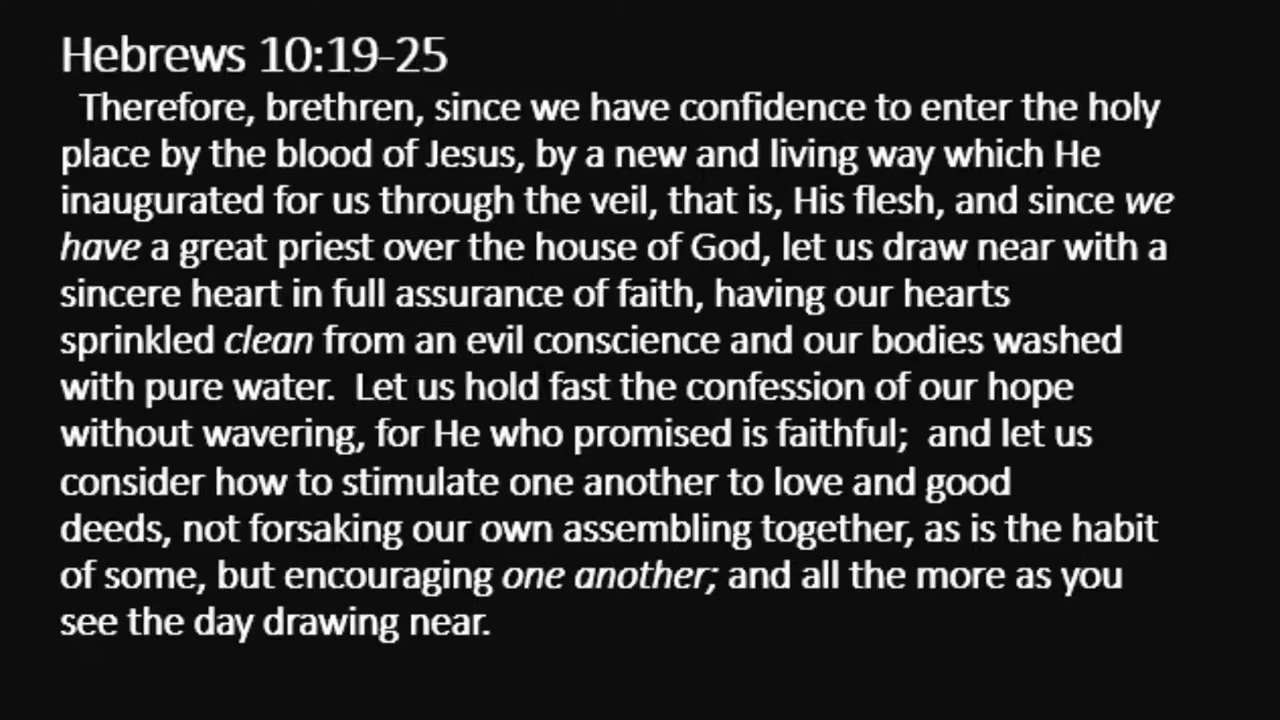 Hebrews 10:19-25
Therefore, brethren, since we have confidence to enter the holy
place by the blood of Jesus, by a new and living way which He
inaugurated for us through the veil, that is, His flesh, and since we
have a great priest over the house of God, let us draw near with a
sincere heart in full assurance of faith, having our hearts
sprinkled clean from an evil conscience and our bodies washed
with pure water.  Let us hold fast the confession of our hope
without wavering, for He who promised is faithful;  and let us
consider how to stimulate one another to love and good
deeds, not forsaking our own assembling together, as is the habit
of some, but encouraging one another; and all the more as you
see the day drawing near.